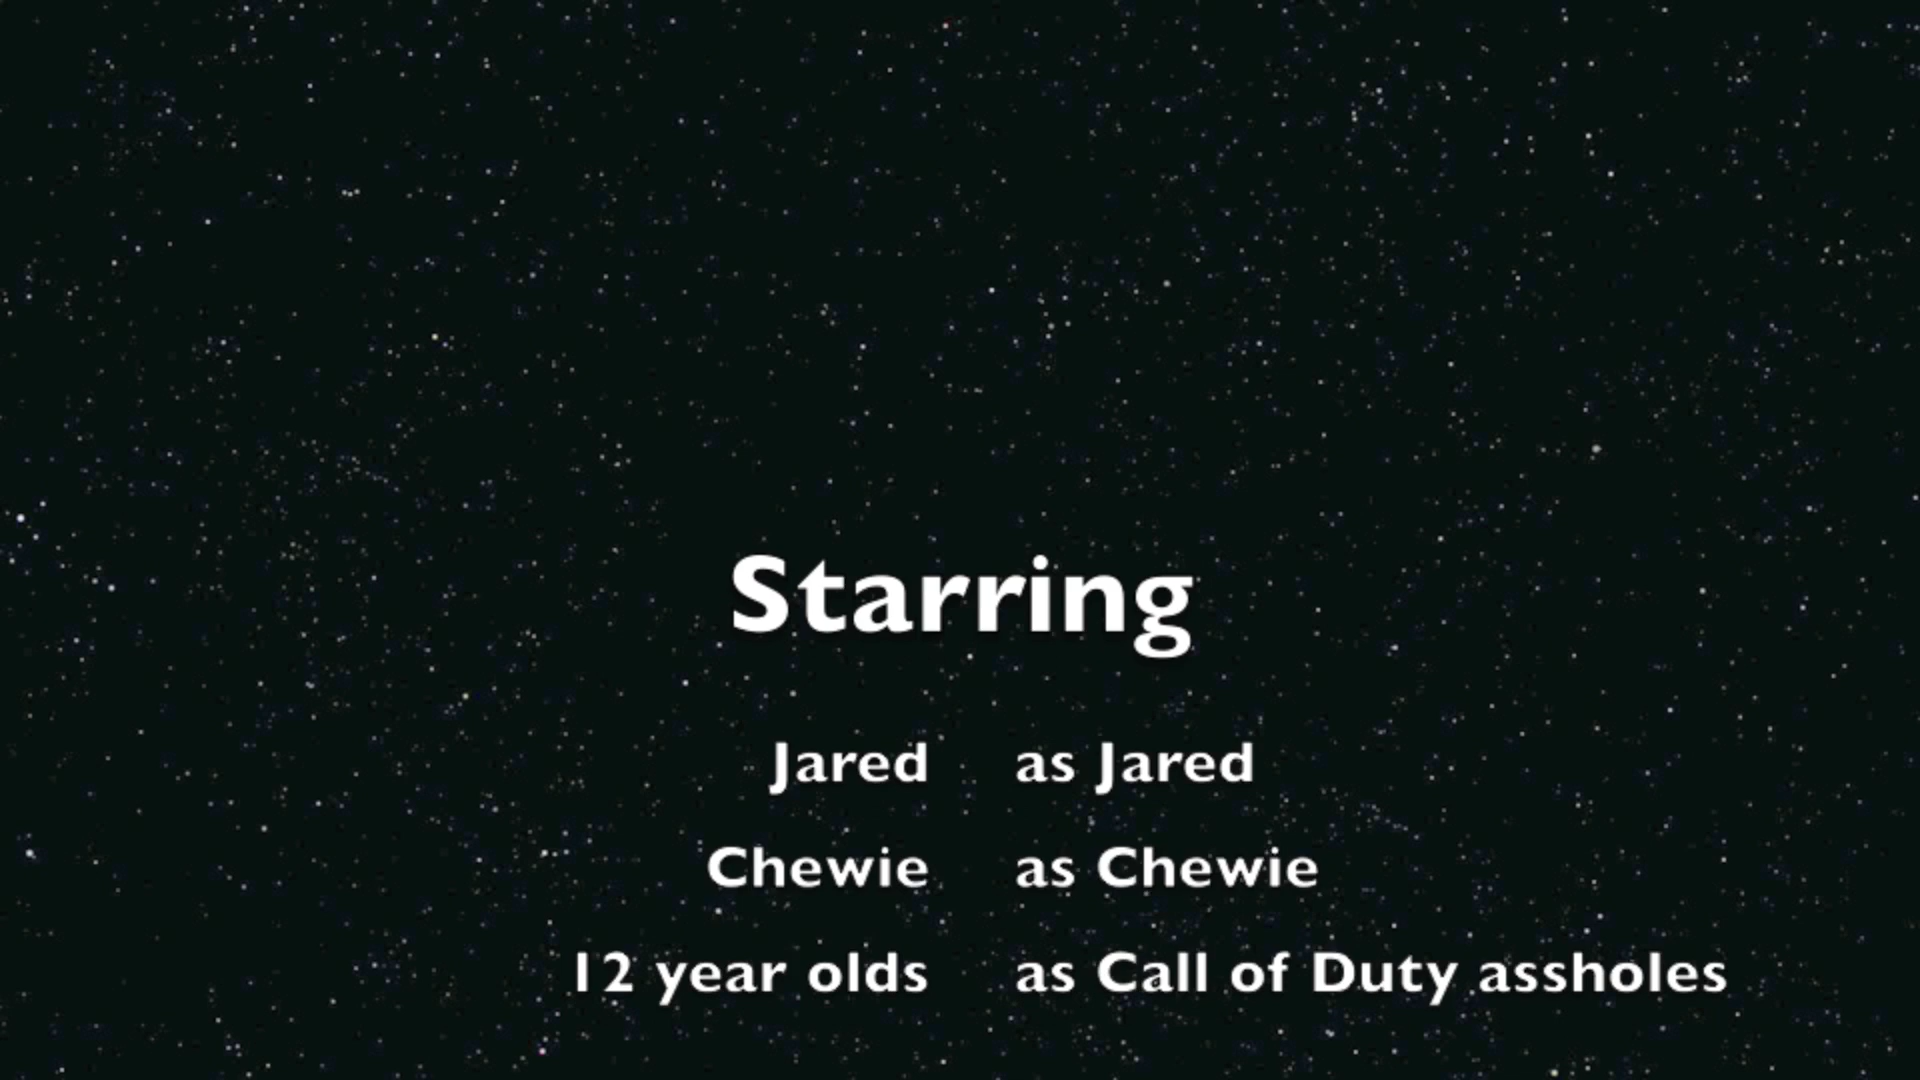 Starring
Jared as Jared
Chewie as Chewie
12 year olds as Call of Duty assholes